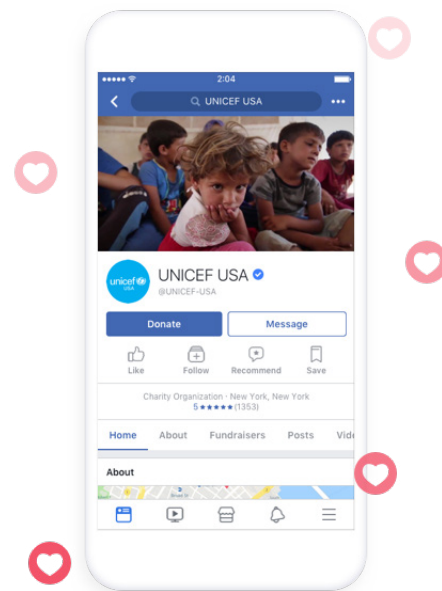 2:04
UNICEF USA
unicef
USA
UNICEF USA
@UNICEF-USA
Donate
Message
Like
Follow
Recommend
Save
Charity Organization · New York, New York
5★★★★★(1353)
Home
About
Fundraisers
Posts
Vide
About